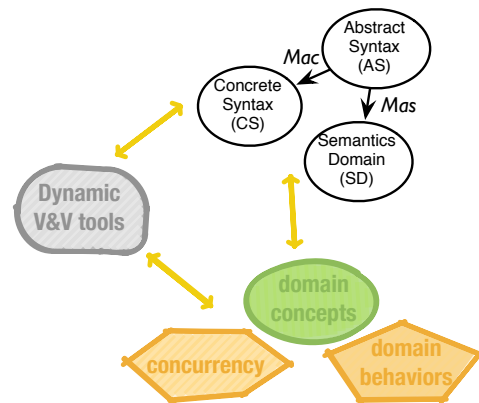 Abstract
Syntax
(AS)
Mac
Concrete
Syntax
(CS)
Mas
Semantics
Domain
(SD)
Dynamic
V&V tools
domain
concepts
concurrency
domain
behaviors